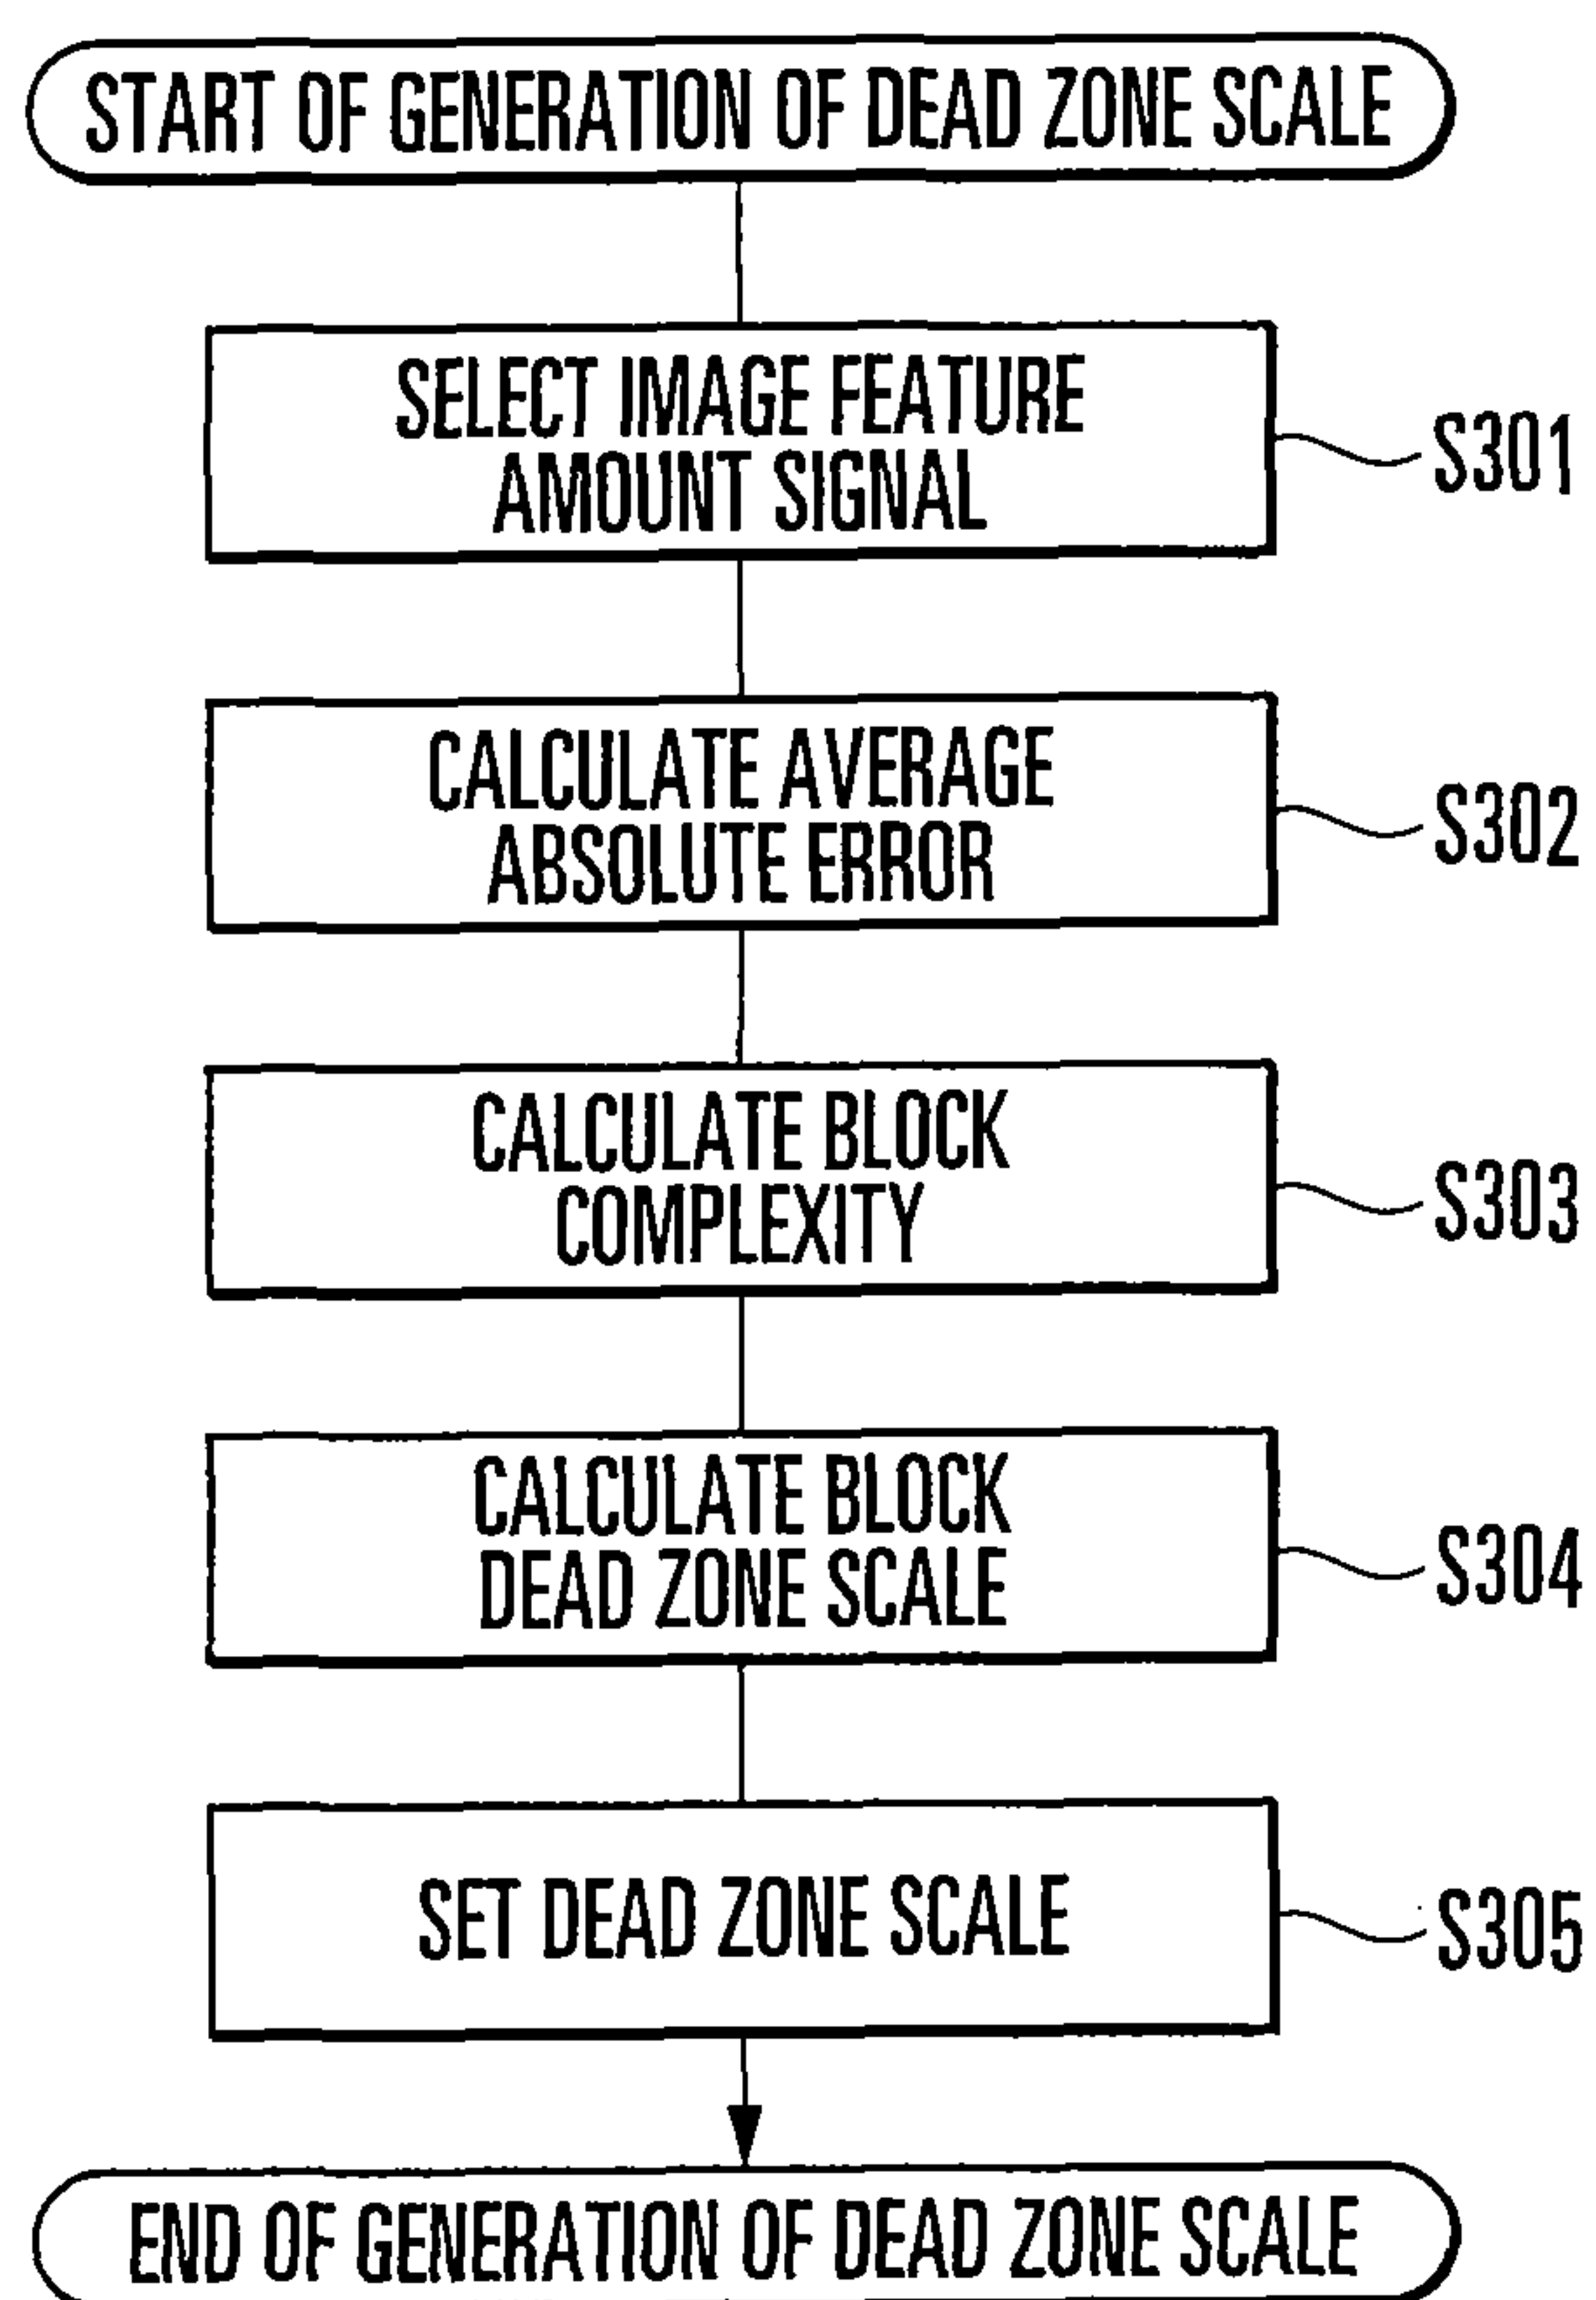 START OF GENERATION OF DEAD ZONE SCALE
SELECT IMAGE FEATURE
AMOUNT SIGNAL
S301
CALCULATE AVERAGE
ABSOLUTE ERROR
S302
CALCULATE BLOCK
COMPLEXITY
S303
CALCULATE BLOCK
DEAD ZONE SCALE
S304
SET DEAD ZONE SCALE
S305
END OF GENERATION OF DEAD ZONE SCALE